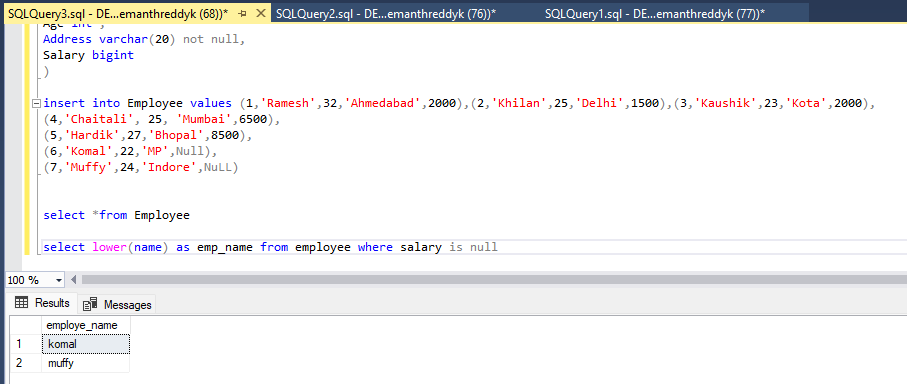 SQLQuery3.sql - DE...emanthreddyk (68))* SQLQuery2.sql - DE...emanthreddyk (76))* SQLQuery1.sql - DE...emanthreddyk (77))*
Age int ,
Address varchar(20) not null,
Salary bigint
)
insert into Employee values (1,'Ramesh',32,'Ahmedabad',2000),(2,'Khilan',25,'Delhi',1500),(3,'Kaushik',23,'Kota',2000),
(4,'Chaitali', 25, 'Mumbai',6500),
(5,'Hardik',27,'Bhopal',8500),
(6,'Komal',22,'MP',Null),
(7,'Muffy',24,'Indore',NuLL)
select *from Employee
select lower(name) as emp_name from employee where salary is null
100 %
Results Messages
employe_name
1 komal
2 muffy